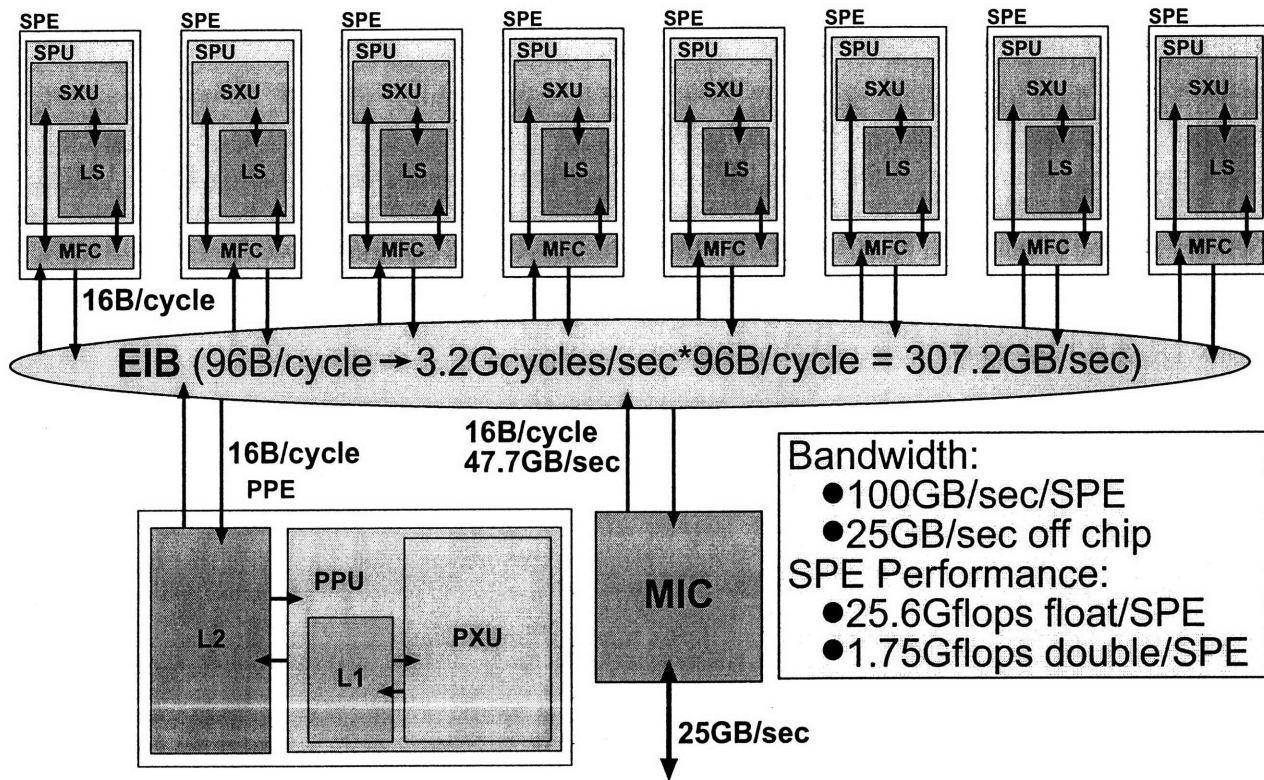 SPE SPE SPE SPE SPE SPE SPE SPE
SPU SPU SPU SPU SPU SPU SPU SPU
SXU SXU SXU SXU SXU SXU SXU SXU
LS LS LS LS LS LS LS LS
MFC MFC MFC MFC MFC MFC MFC MFC
16B/cycle
EIB (96B/cycle → 3.2Gcycles/sec*96B/cycle = 307.2GB/sec)
16B/cycle
PPE
16B/cycle
47.7GB/sec
L2
PPU
L1
PXU
MIC
25GB/sec
Bandwidth:
●100GB/sec/SPE
●25GB/sec off chip
SPE Performance:
●25.6Gflops float/SPE
●1.75Gflops double/SPE